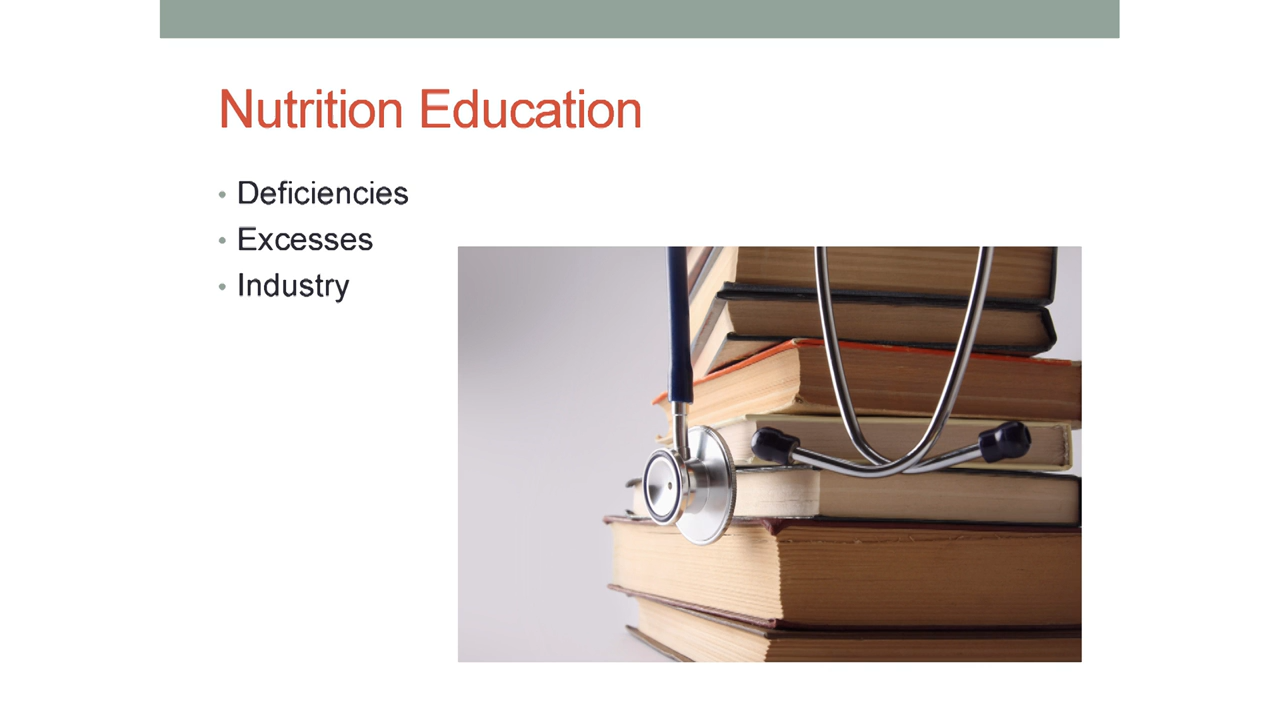 Nutrition Education
• Deficiencies
• Excesses
• Industry